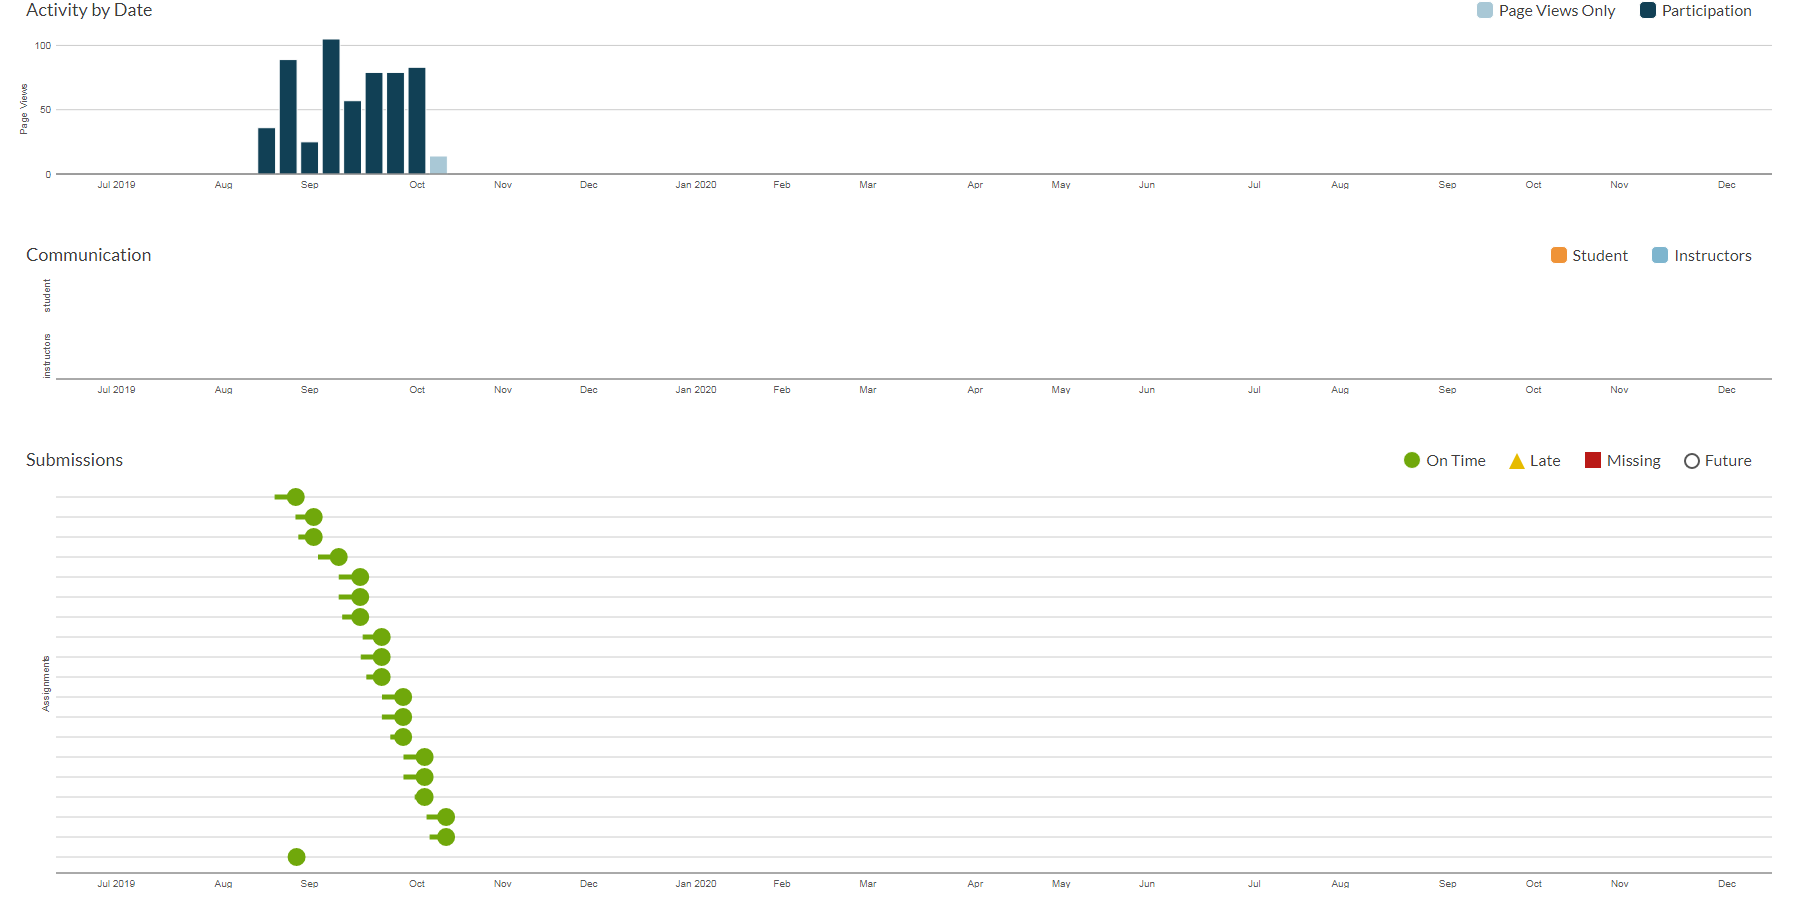 Activity by Date
Page Views Only
Participation
100
50
0
Page Views
Jul 2019 Aug Sep Oct Nov Dec Jan 2020 Feb Mar Apr May Jun Jul Aug Sep Oct Nov Dec
Communication
Student
Instructors
student
instructors
Jul 2019 Aug Sep Oct Nov Dec Jan 2020 Feb Mar Apr May Jun Jul Aug Sep Oct Nov Dec
Submissions
On Time
Late
Missing
Future
Assignments
Jul 2019 Aug Sep Oct Nov Dec Jan 2020 Feb Mar Apr May Jun Jul Aug Sep Oct Nov Dec